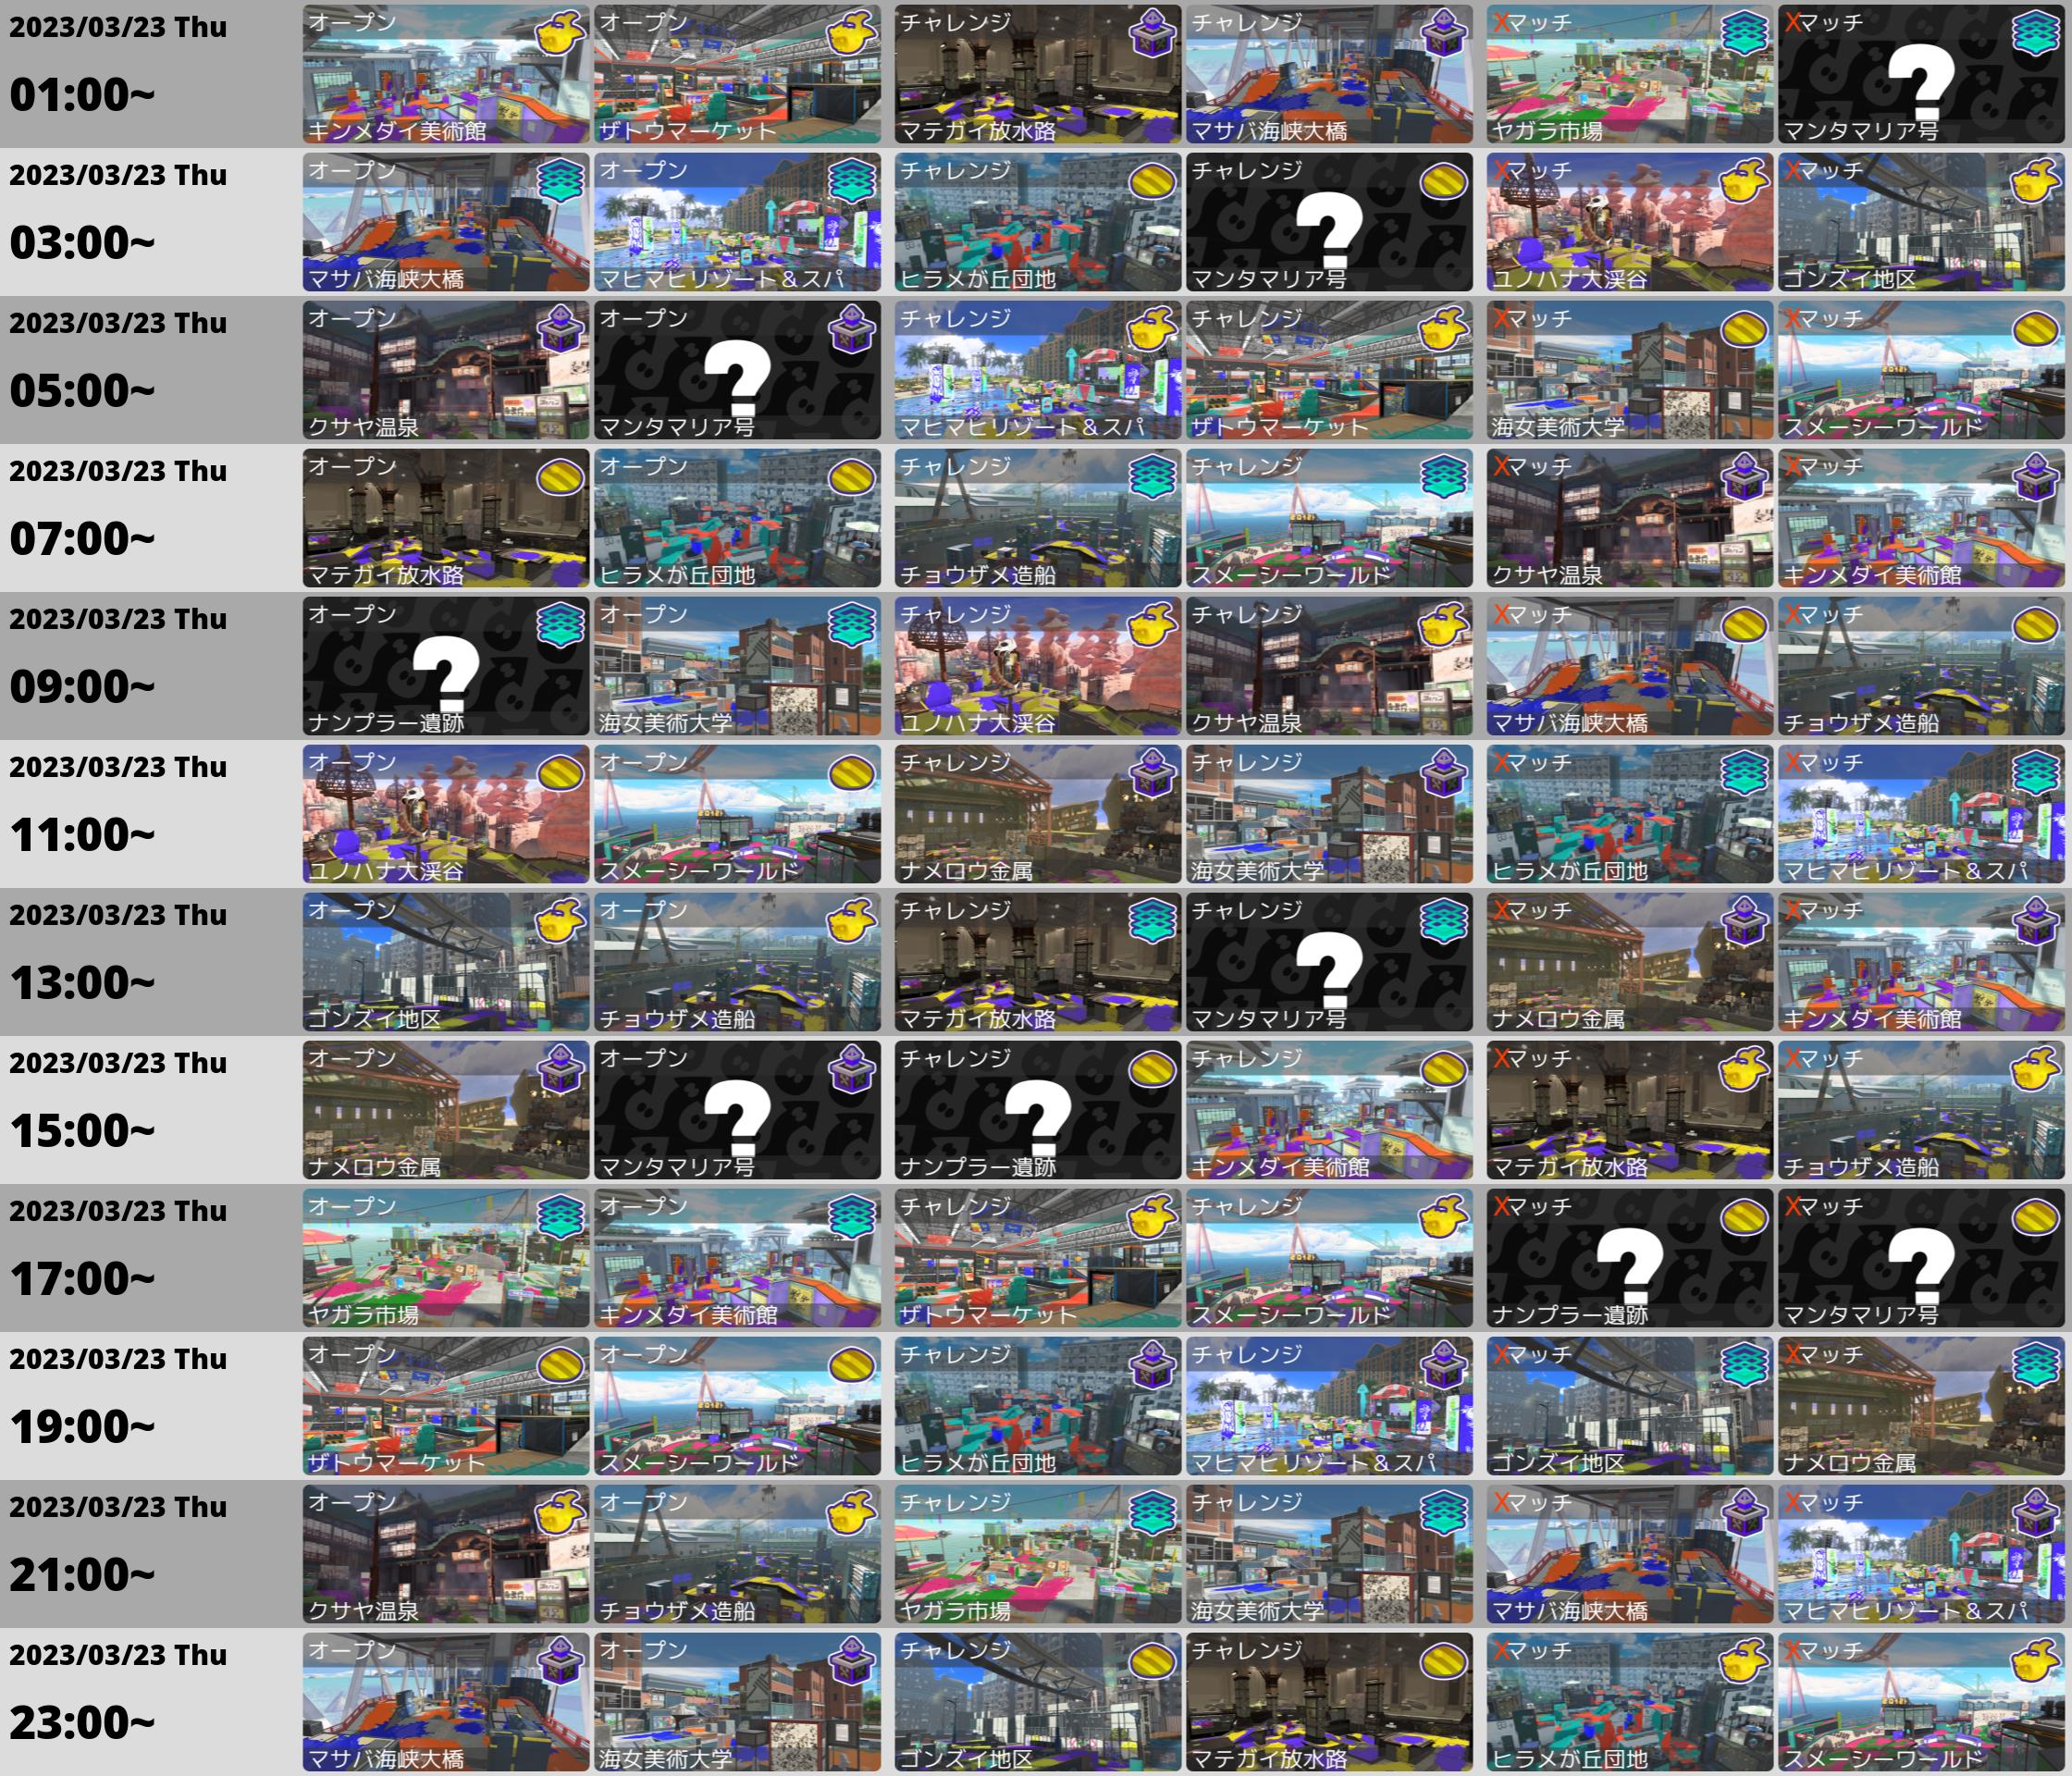 2023/03/23 Thu
01:00~
オープン
キンメダイ美術館
オープン
ザトウマーケット
チャレンジ
マテガイ放水路
チャレンジ
マサバ海峡大橋
Xマッチ
ヤガラ市場
Xマッチ
マンタマリア号
2023/03/23 Thu
03:00~
オープン
マサバ海峡大橋
オープン
マヒマヒリゾート&スパ
チャレンジ
ヒラメが丘団地
チャレンジ
マンタマリア号
Xマッチ
ユノハナ大渓谷
Xマッチ
ゴンズイ地区
2023/03/23 Thu
05:00~
オープン
クサヤ温泉
オープン
マンタマリア号
チャレンジ
マヒマヒリゾート&スパ
チャレンジ
ザトウマーケット
Xマッチ
海女美術大学
Xマッチ
スメーシーワールド
2023/03/23 Thu
07:00~
オープン
マテガイ放水路
オープン
ヒラメが丘団地
チャレンジ
チョウザメ造船
チャレンジ
スメーシーワールド
Xマッチ
クサヤ温泉
Xマッチ
キンメダイ美術館
2023/03/23 Thu
09:00~
オープン
ナンプラー遺跡
オープン
海女美術大学
チャレンジ
ユノハナ大渓谷
チャレンジ
クサヤ温泉
Xマッチ
マサバ海峡大橋
Xマッチ
チョウザメ造船
2023/03/23 Thu
11:00~
オープン
ユノハナ大渓谷
オープン
スメーシーワールド
チャレンジ
ナメロウ金属
チャレンジ
海女美術大学
Xマッチ
ヒラメが丘団地
Xマッチ
マヒマヒリゾート&スパ
2023/03/23 Thu
13:00~
オープン
ゴンズイ地区
オープン
チョウザメ造船
チャレンジ
マテガイ放水路
チャレンジ
マンタマリア号
Xマッチ
ナメロウ金属
Xマッチ
キンメダイ美術館
2023/03/23 Thu
15:00~
オープン
ナメロウ金属
オープン
マンタマリア号
チャレンジ
ナンプラー遺跡
チャレンジ
キンメダイ美術館
Xマッチ
マテガイ放水路
Xマッチ
チョウザメ造船
2023/03/23 Thu
17:00~
オープン
ヤガラ市場
オープン
キンメダイ美術館
チャレンジ
ザトウマーケット
チャレンジ
スメーシーワールド
Xマッチ
ナンプラー遺跡
Xマッチ
マンタマリア号
2023/03/23 Thu
19:00~
オープン
ザトウマーケット
オープン
スメーシーワールド
チャレンジ
ヒラメが丘団地
チャレンジ
マヒマヒリゾート&スパ
Xマッチ
ゴンズイ地区
Xマッチ
ナメロウ金属
2023/03/23 Thu
21:00~
オープン
クサヤ温泉
オープン
チョウザメ造船
チャレンジ
ヤガラ市場
チャレンジ
海女美術大学
Xマッチ
マサバ海峡大橋
Xマッチ
マヒマヒリゾート&スパ
2023/03/23 Thu
23:00~
オープン
マサバ海峡大橋
オープン
海女美術大学
チャレンジ
ゴンズイ地区
チャレンジ
マテガイ放水路
Xマッチ
ヒラメが丘団地
Xマッチ
スメーシーワールド